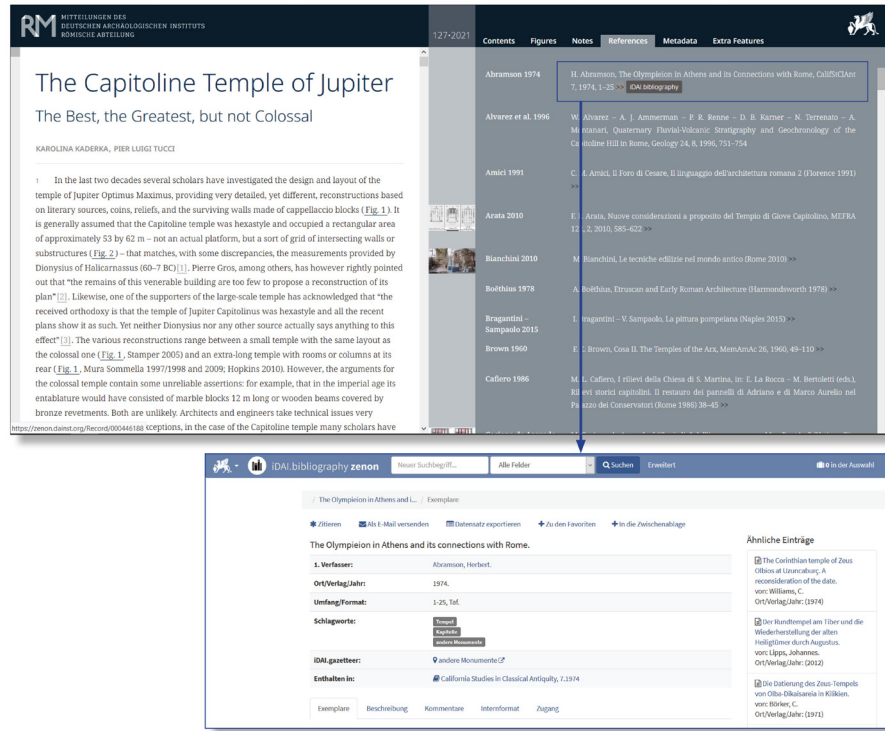 RM
MITTEILUNGEN DES
DEUTSCHEN ARCHÄOLOGISCHEN INSTITUTS
RÖMISCHE ABTEILUNG
127•2021
Contents Figures Notes References Metadata Extra Features
The Capitoline Temple of Jupiter
The Best, the Greatest, but not Colossal
KAROLINA KADERKA, PIER LUIGI TUCCI
1 In the last two decades several scholars have investigated the design and layout of the
temple of Jupiter Optimus Maximus, providing very detailed, yet different, reconstructions based
on literary sources, coins, reliefs, and the surviving walls made of cappellaccio blocks (Fig. 1). It
is generally assumed that the Capitoline temple was hexastyle and occupied a rectangular area
of approximately 53 by 62 m – not an actual platform, but a sort of grid of intersecting walls or
substructures (Fig. 2) – that matches, with some discrepancies, the measurements provided by
Dionysius of Halicarnassus (60–7 BC)[1]. Pierre Gros, among others, has however rightly pointed
out that “the remains of this venerable building are too few to propose a reconstruction of its
plan”[2]. Likewise, one of the supporters of the large-scale temple has acknowledged that “the
received orthodoxy is that the temple of Jupiter Capitolinus was hexastyle and all the recent
plans show it as such. Yet neither Dionysius nor any other source actually says anything to this
effect”[3]. The various reconstructions range between a small temple with the same layout as
the colossal one (Fig. 1, Stamper 2005) and an extra-long temple with rooms or columns at its
rear (Fig. 1, Mura Sommella 1997/1998 and 2009; Hopkins 2010). However, the arguments for
the colossal temple contain some unreliable assertions: for example, that in the imperial age its
entablature would have consisted of marble blocks 12 m long or wooden beams covered by
bronze revetments. Both are unlikely. Architects and engineers take technical issues very
https://zenon.dainst.org/Record/000446188 xceptions, in the case of the Capitoline temple many scholars have
Abramson 1974 H. Abramson, The Olympieion in Athens and its Connections with Rome, CalifStClAnt
7, 1974, 1–25 >> iDAI.bibliography
Alvarez et al. 1996 W. Alvarez – A. J. Ammerman – P. R. Renne – D. B. Karner – N. Terrenato – A.
Montanari, Quaternary Fluvial-Volcanic Stratigraphy and Geochronology of the
Capitoline Hill in Rome, Geology 24, 8, 1996, 751–754
Amici 1991 C. M. Amici, Il Foro di Cesare, Il linguaggio dell'architettura romana 2 (Florence 1991)
>>
Arata 2010 F. P. Arata, Nuove considerazioni a proposito del Tempio di Giove Capitolino, MEFRA
122, 2, 2010, 585–622 >>
Bianchini 2010 M. Bianchini, Le tecniche edilizie nel mondo antico (Rome 2010) >>
Boëthius 1978 A. Boëthius, Etruscan and Early Roman Architecture (Harmondsworth 1978) >>
Bragantini – I. Bragantini – V. Sampaolo, La pittura pompeiana (Naples 2015) >>
Sampaolo 2015
Brown 1960 F. E. Brown, Cosa II. The Temples of the Arx, MemAmAc 26, 1960, 49–110 >>
Cafiero 1986 M. L. Cafiero, I rilievi della Chiesa di S. Martina, in: E. La Rocca – M. Bertoletti (eds.),
Rilievi storici capitolini. Il restauro dei pannelli di Adriano e di Marco Aurelio nel
Palazzo dei Conservatori (Rome 1986) 38–45 >>
iDAI.bibliography zenon Neuer Suchbegriff... Alle Felder Suchen Erweitert 0 in der Auswahl
/ The Olympieion in Athens and i... / Exemplare
Zitieren Als E-Mail versenden Datensatz exportieren Zu den Favoriten In die Zwischenablage
The Olympieion in Athens and its connections with Rome.
1. Verfasser: Abramson, Herbert.
Ort/Verlag/Jahr: 1974.
Umfang/Format: 1-25, Taf.
Schlagworte: Tempel
Kapitelle
andere Monumente
iDAI.gazetteer: andere Monumente
Enthalten in: California Studies in Classical Antiquity, 7.1974
Exemplare Beschreibung Kommentare Internformat Zugang
Ähnliche Einträge
The Corinthian temple of Zeus
Olbios at Uzuncaburç. A
reconsideration of the date.
von: Williams, C.
Ort/Verlag/Jahr: (1974)
Der Rundtempel am Tiber und die
Wiederherstellung der alten
Heiligtümer durch Augustus.
von: Lipps, Johannes.
Ort/Verlag/Jahr: (2012)
Die Datierung des Zeus-Tempels
von Olba-Dikaisareia in Kilikien.
von: Börker, C.
Ort/Verlag/Jahr: (1971)